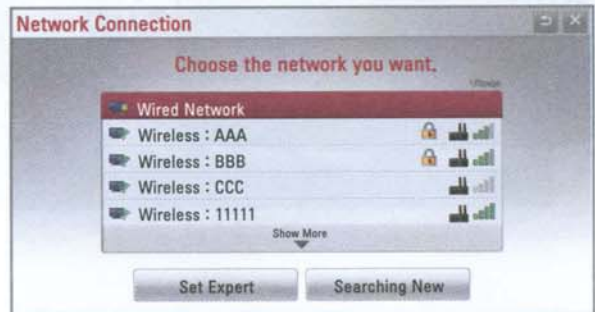 Network Connection
Choose the network you want.
Wired Network
Wireless : AAA
Wireless : BBB
Wireless : CCC
Wireless : 11111
Show More
Set Expert
Searching New